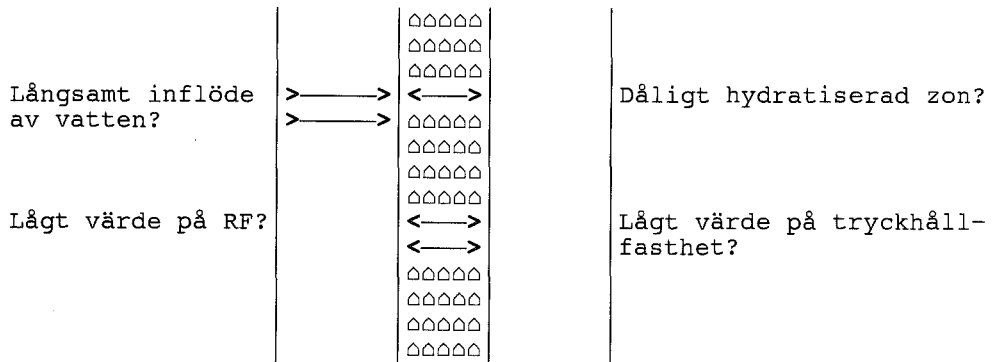 Långsamt inflöde
av vatten?
Dåligt hydratiserad zon?
Lågt värde på RF?
Lågt värde på tryckhåll-
fasthet?